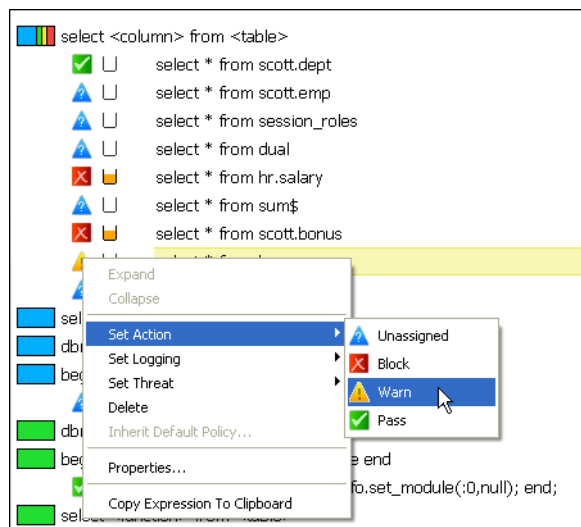 select <column> from <table>
select * from scott.dept
select * from scott.emp
select * from session_roles
select * from dual
select * from hr.salary
select * from sum$
select * from scott.bonus
Expand
Collapse
Set Action
Unassigned
Set Logging
Block
Set Threat
Warn
Delete
Pass
Inherit Default Policy...
Properties...
e end
fo.set_module(:0,null); end;
Copy Expression To Clipboard